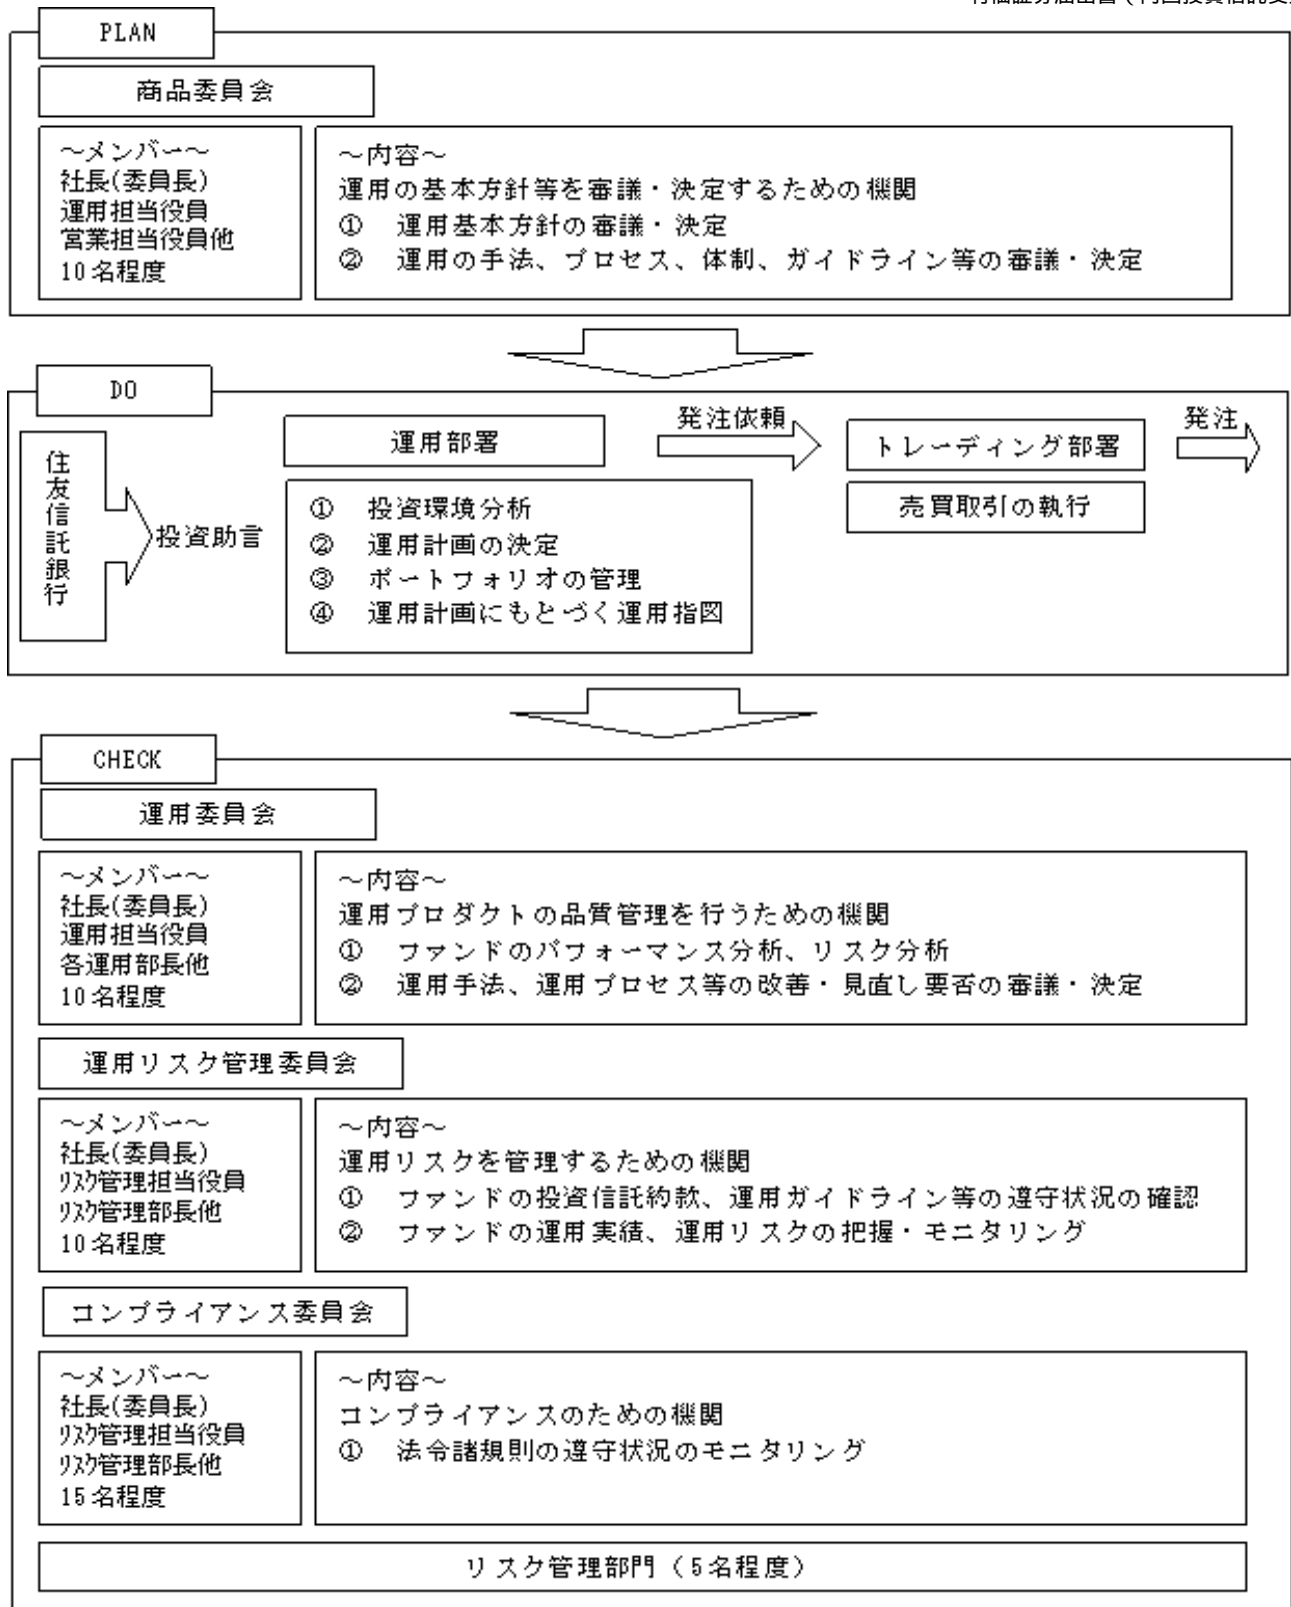 PLAN
商品委員会
～メンバー～
社長(委員長)
運用担当役員
営業担当役員他
10名程度
～内容～
運用の基本方針等を審議・決定するための機関
① 運用基本方針の審議・決定
② 運用の手法、プロセス、体制、ガイドライン等の審議・決定
DO
住友信託銀行
投資助言
運用部署
① 投資環境分析
② 運用計画の決定
③ ポートフォリオの管理
④ 運用計画にもとづく運用指図
発注依頼
トレーディング部署
売買取引の執行
発注
CHECK
運用委員会
～メンバー～
社長(委員長)
運用担当役員
各運用部長他
10名程度
～内容～
運用プロダクトの品質管理を行うための機関
① ファンドのパフォーマンス分析、リスク分析
② 運用手法、運用プロセス等の改善・見直し要否の審議・決定
運用リスク管理委員会
～メンバー～
社長(委員長)
ﾘｽｸ管理担当役員
ﾘｽｸ管理部長他
10名程度
～内容～
運用リスクを管理するための機関
① ファンドの投資信託約款、運用ガイドライン等の遵守状況の確認
② ファンドの運用実績、運用リスクの把握・モニタリング
コンプライアンス委員会
～メンバー～
社長(委員長)
ﾘｽｸ管理担当役員
ﾘｽｸ管理部長他
15名程度
～内容～
コンプライアンスのための機関
① 法令諸規則の遵守状況のモニタリング
リスク管理部門（5名程度）